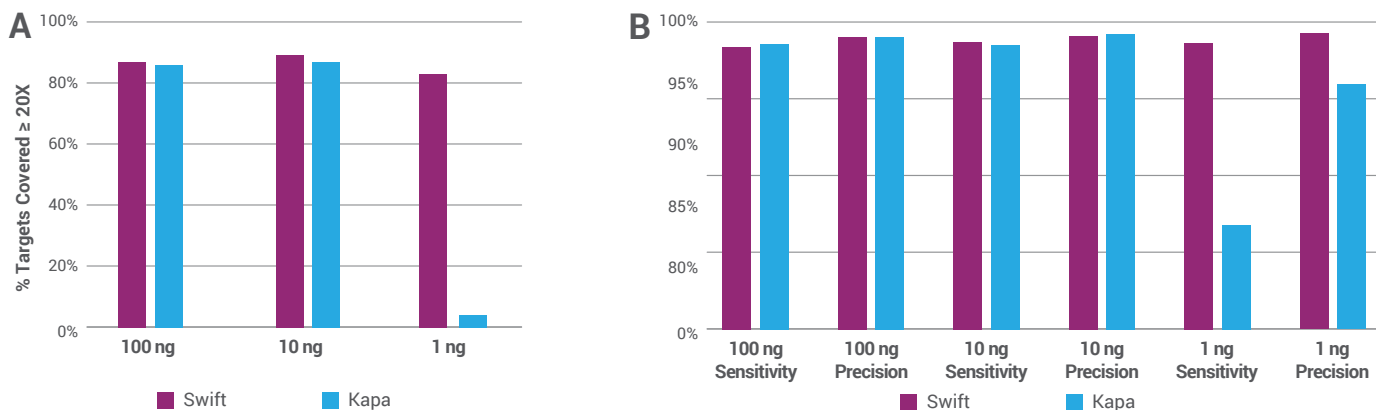 A
% Targets Covered ≥ 20X
100%
80%
60%
40%
20%
0%
100 ng
10 ng
1 ng
Swift
Kapa
B
100%
95%
90%
85%
80%
0%
100 ng
Sensitivity
100 ng
Precision
10 ng
Sensitivity
10 ng
Precision
1 ng
Sensitivity
1 ng
Precision
Swift
Kapa